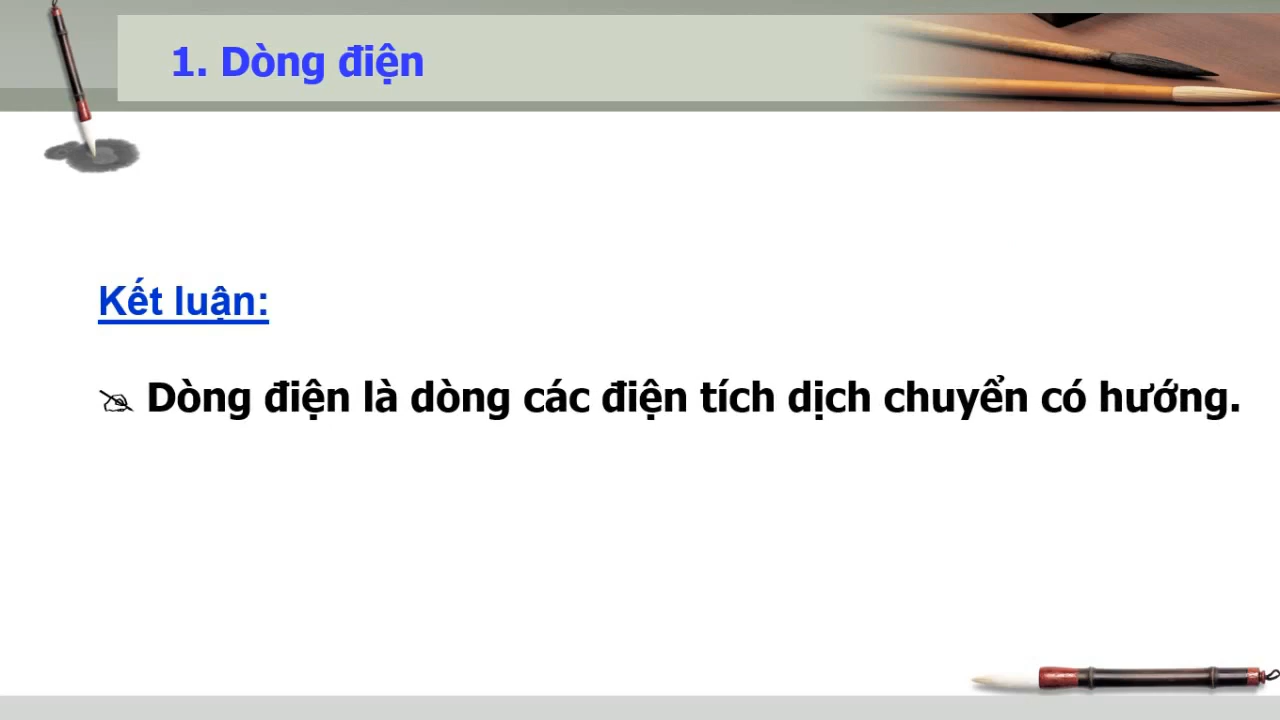 1. Dòng điện
Kết luận:
Dòng điện là dòng các điện tích dịch chuyển có hướng.